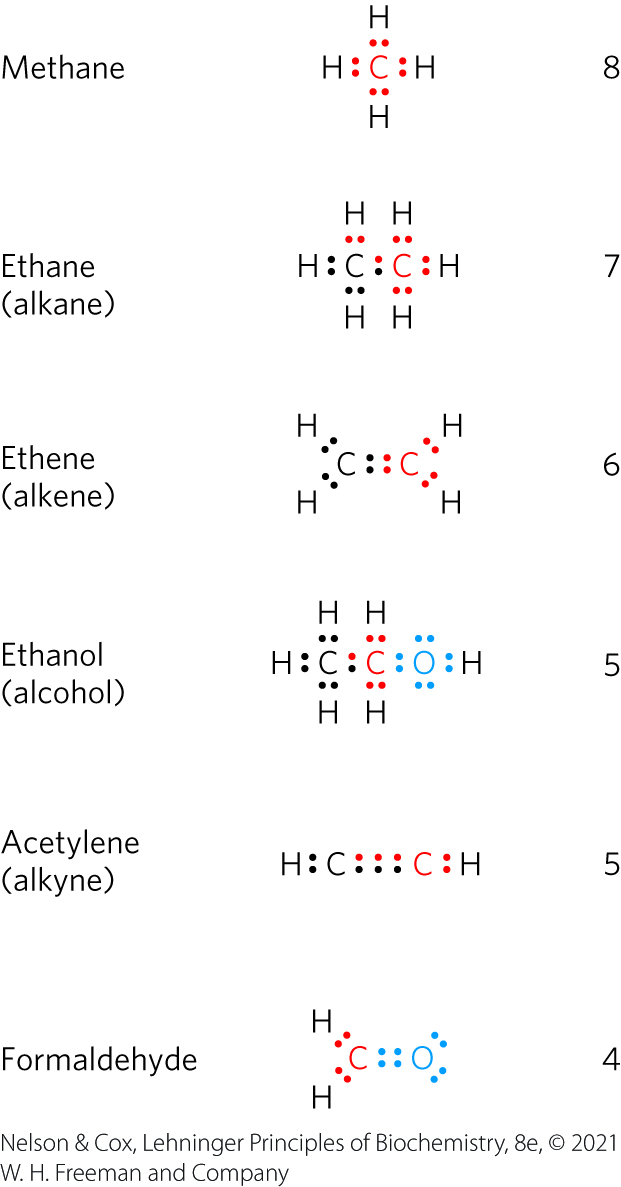 H
Methane H : C : H 8
H
H H
Ethane H : C : C : H 7
(alkane)
H H
H H
Ethene C :: C 6
(alkene)
H H
H H
Ethanol H : C : C : O : H 5
(alcohol)
H H
Acetylene H : C ::: C : H 5
(alkyne)
H
Formaldehyde C :: O 4
H
Nelson & Cox, Lehninger Principles of Biochemistry, 8e, © 2021
W. H. Freeman and Company